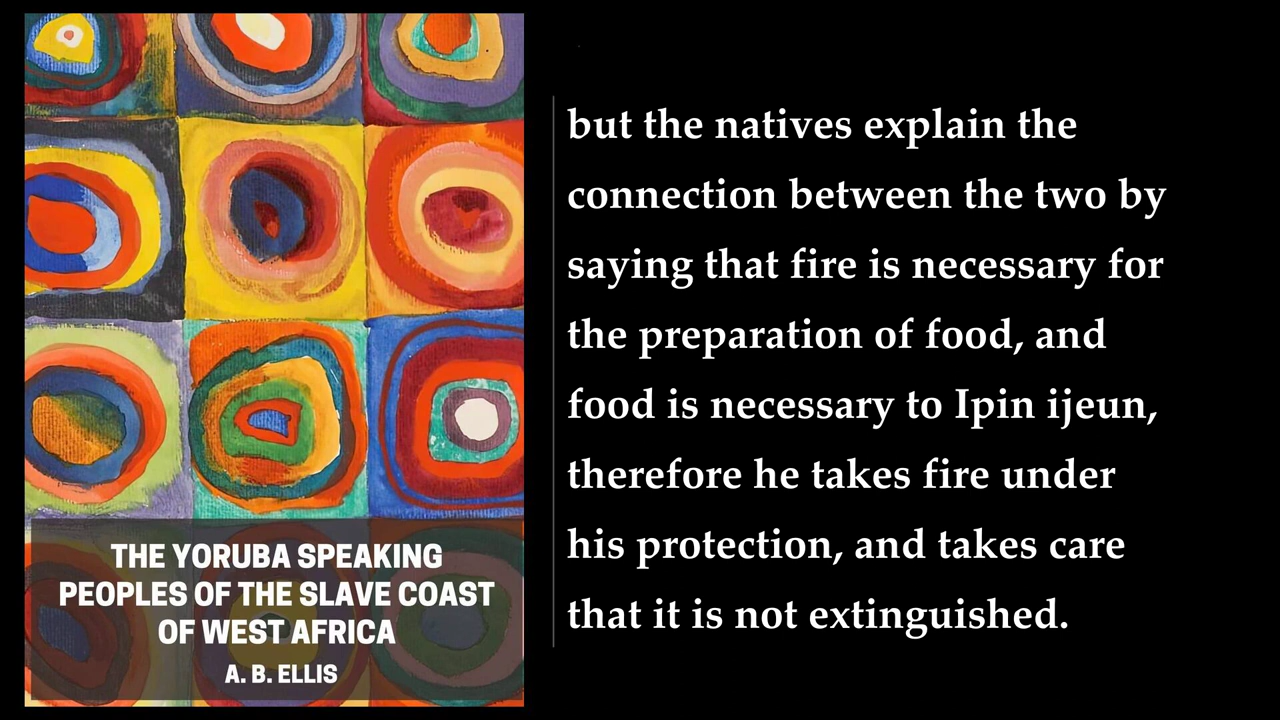 THE YORUBA SPEAKING
PEOPLES OF THE SLAVE COAST
OF WEST AFRICA
A. B. ELLIS
but the natives explain the
connection between the two by
saying that fire is necessary for
the preparation of food, and
food is necessary to Ipin ijeun,
therefore he takes fire under
his protection, and takes care
that it is not extinguished.